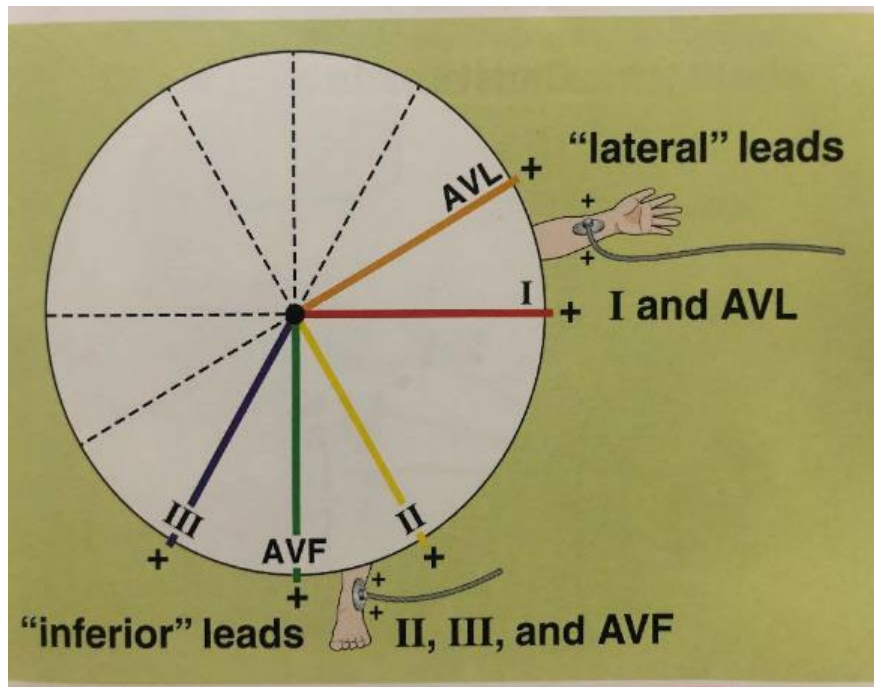 "lateral" leads
AVL +
+
+
I + I and AVL
III
II
AVF
+
+
+
+
+
"inferior" leads II, III, and AVF